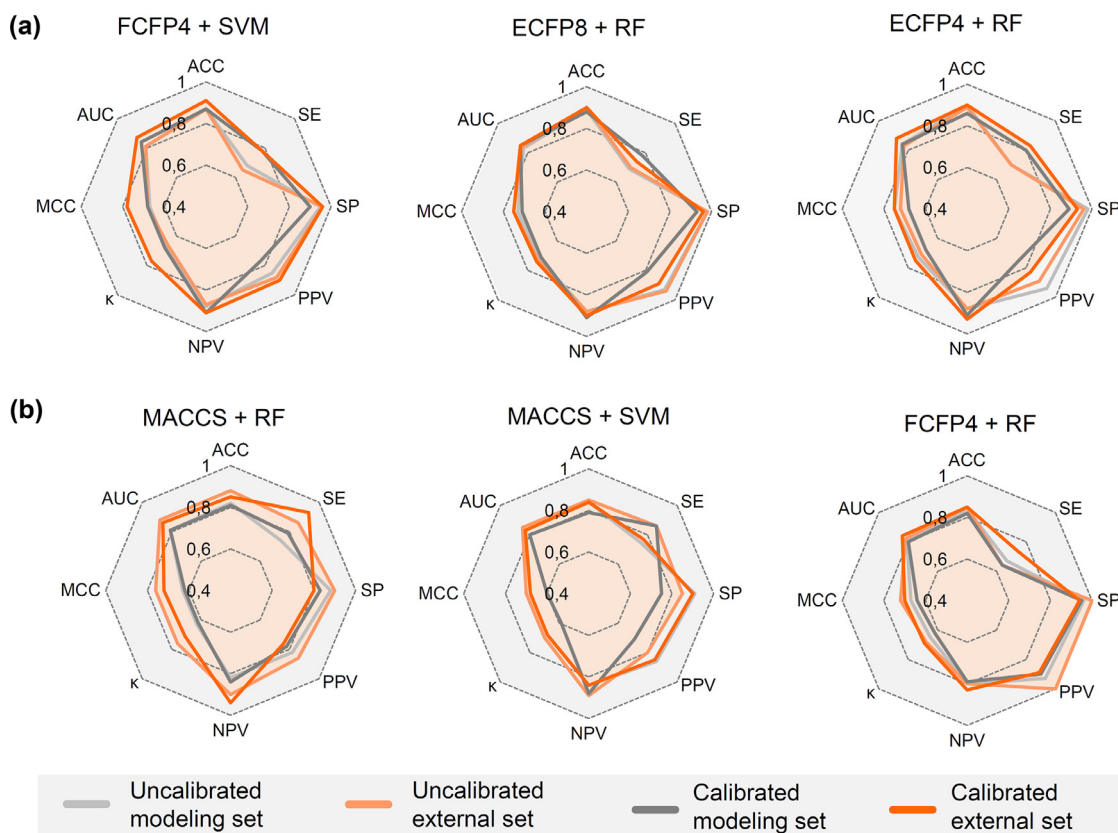 (a)
FCFP4 + SVM
ECFP8 + RF
ECFP4 + RF
ACC
1
SE
0,8
AUC
0,6
MCC
0,4
SP
κ
PPV
NPV
ACC
1
SE
0,8
AUC
0,6
MCC
0,4
SP
κ
PPV
NPV
ACC
1
SE
0,8
AUC
0,6
MCC
0,4
SP
κ
PPV
NPV
(b)
MACCS + RF
MACCS + SVM
FCFP4 + RF
ACC
1
SE
0,8
AUC
0,6
MCC
0,4
SP
κ
PPV
NPV
ACC
1
SE
0,8
AUC
0,6
MCC
0,4
SP
κ
PPV
NPV
ACC
1
SE
0,8
AUC
0,6
MCC
0,4
SP
κ
PPV
NPV
Uncalibrated
modeling set
Uncalibrated
external set
Calibrated
modeling set
Calibrated
external set